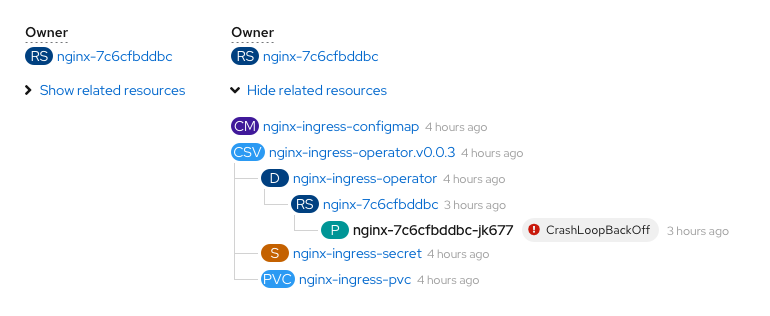 Owner
RS nginx-7c6cfbddbc
Show related resources
Owner
RS nginx-7c6cfbddbc
Hide related resources
CM nginx-ingress-configmap 4 hours ago
CSV nginx-ingress-operator.v0.0.3 4 hours ago
D nginx-ingress-operator 4 hours ago
RS nginx-7c6cfbddbc 3 hours ago
P nginx-7c6cfbddbc-jk677 CrashLoopBackOff 3 hours ago
S nginx-ingress-secret 4 hours ago
PVC nginx-ingress-pvc 4 hours ago